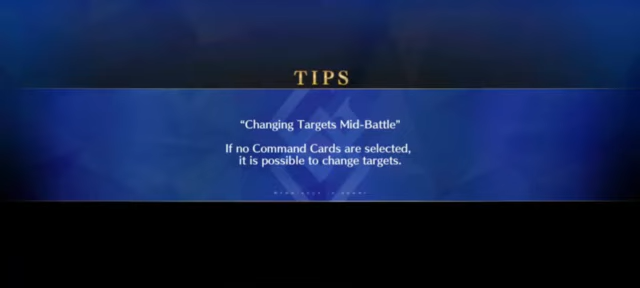 TIPS
“Changing Targets Mid-Battle”
If no Command Cards are selected,
it is possible to change targets.